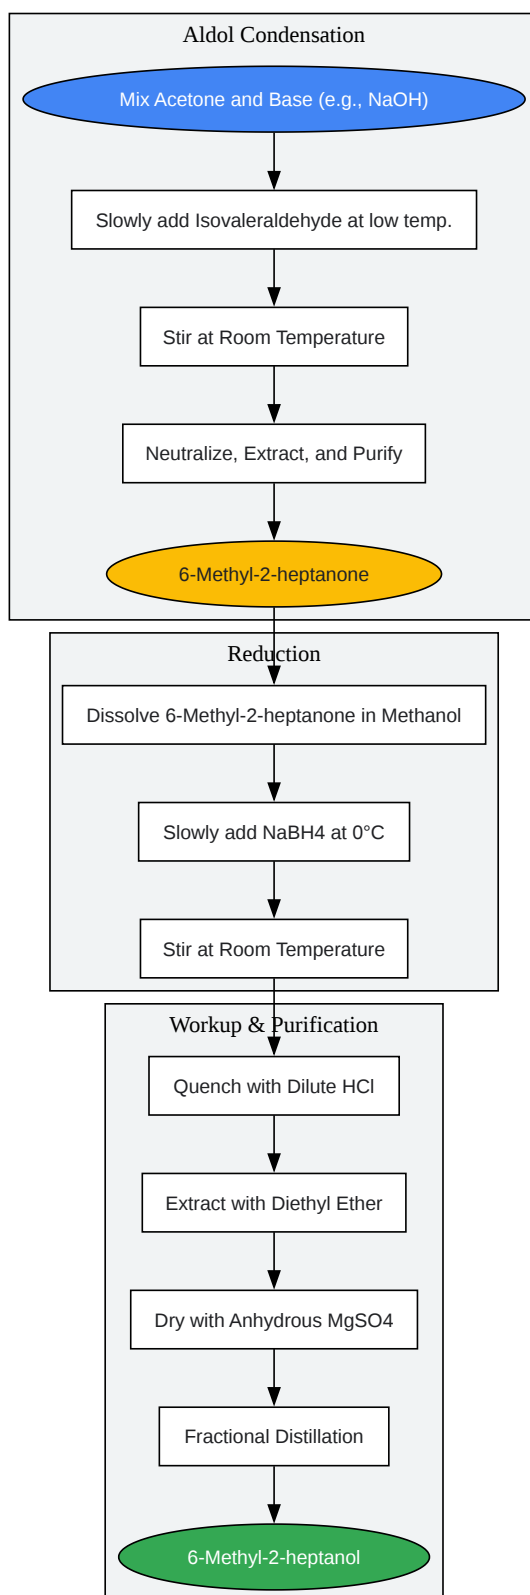 Aldol Condensation
Mix Acetone and Base (e.g., NaOH)
Slowly add Isovaleraldehyde at low temp.
Stir at Room Temperature
Neutralize, Extract, and Purify
6-Methyl-2-heptanone
Reduction
Dissolve 6-Methyl-2-heptanone in Methanol
Slowly add NaBH4 at 0°C
Stir at Room Temperature
Workup & Purification
Quench with Dilute HCl
Extract with Diethyl Ether
Dry with Anhydrous MgSO4
Fractional Distillation
6-Methyl-2-heptanol